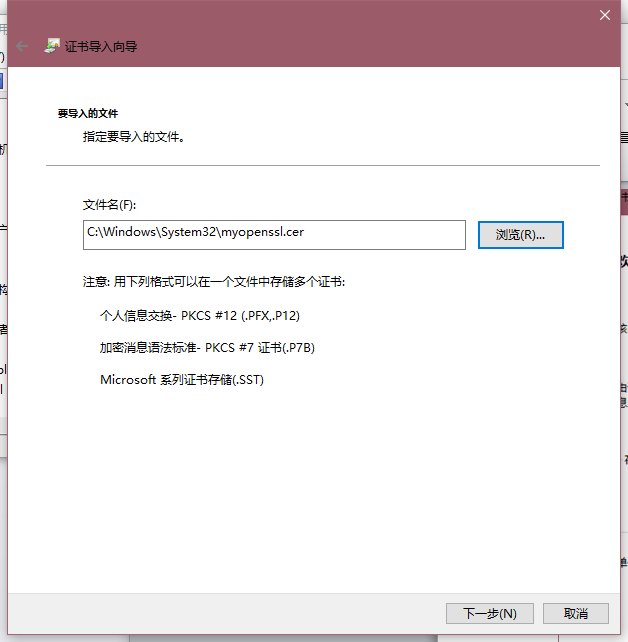 证书导入向导
要导入的文件
指定要导入的文件。
文件名(F):
C:\Windows\System32\myopenssl.cer
浏览(R)...
注意: 用下列格式可以在一个文件中存储多个证书:
个人信息交换- PKCS #12 (.PFX,.P12)
加密消息语法标准- PKCS #7 证书(.P7B)
Microsoft 系列证书存储(.SST)
下一步(N)
取消